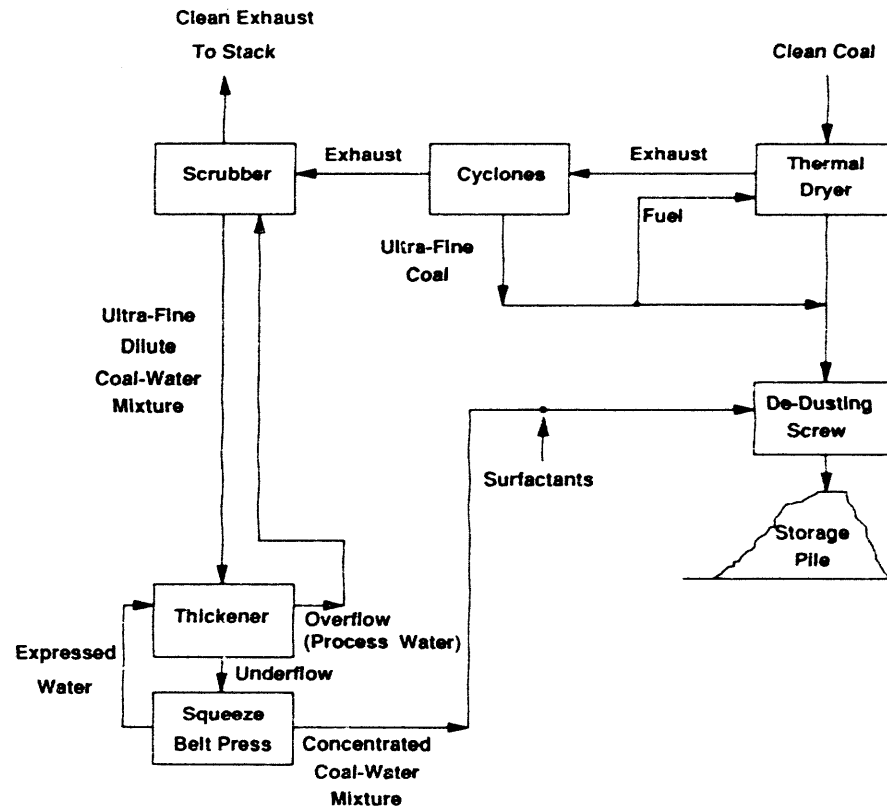 Clean Exhaust
To Stack
Clean Coal
Scrubber
Exhaust
Cyclones
Exhaust
Thermal
Dryer
Fuel
Ultra-Fine
Coal
Ultra-Fine
Dilute
Coal-Water
Mixture
De-Dusting
Screw
Surfactants
Storage
Pile
Thickener
Overflow
(Process Water)
Expressed
Water
Underflow
Squeeze
Belt Press
Concentrated
Coal-Water
Mixture